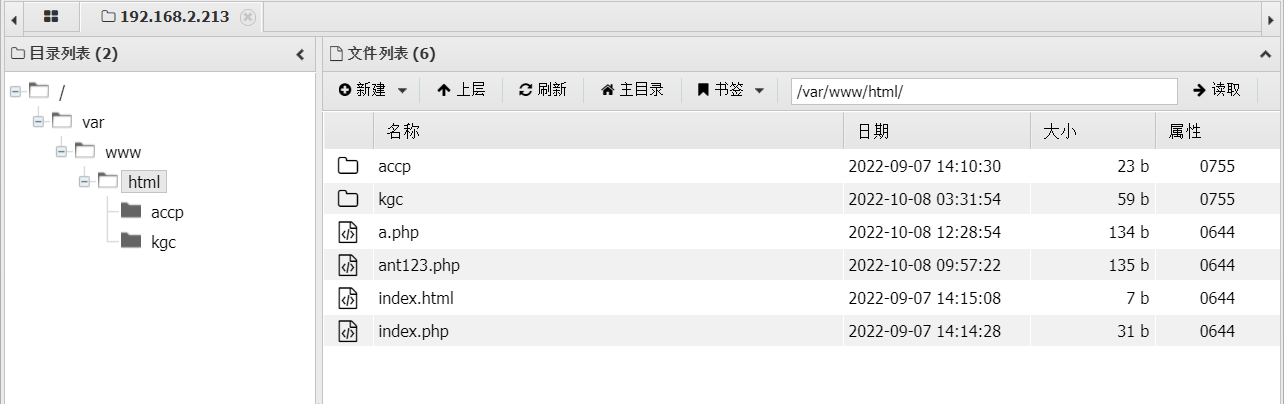 192.168.2.213
目录列表 (2)
文件列表 (6)
新建 上层 刷新 主目录 书签 /var/www/html/ 读取
/
var
www
html
accp
kgc
名称 日期 大小 属性
accp 2022-09-07 14:10:30 23 b 0755
kgc 2022-10-08 03:31:54 59 b 0755
a.php 2022-10-08 12:28:54 134 b 0644
ant123.php 2022-10-08 09:57:22 135 b 0644
index.html 2022-09-07 14:15:08 7 b 0644
index.php 2022-09-07 14:14:28 31 b 0644